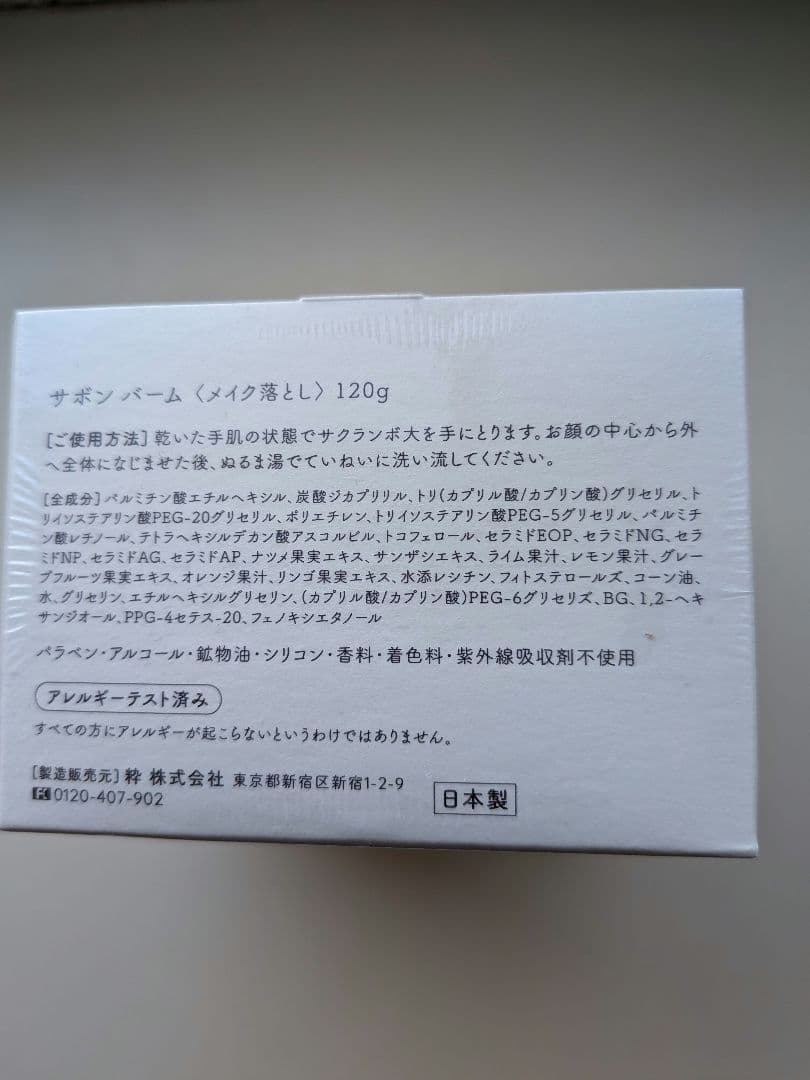 サボン バーム〈メイク落とし〉120g
[ご使用方法]乾いた手肌の状態でサクランボ大を手にとります。お顔の中心から外
へ全体になじませた後、ぬるま湯でていねいに洗い流してください。
[全成分]パルミチン酸エチルヘキシル、炭酸ジカプリリル、トリ(カプリル酸/カプリン酸)グリセリル、ト
リイソステアリン酸PEG-20グリセリル、ポリエチレン、トリイソステアリン酸PEG-5グリセリル、パルミチ
ン酸レチノール、テトラヘキシルデカン酸アスコルビル、トコフェロール、セラミドEOP、セラミドNG、セラ
ミドNP、セラミドAG、セラミドAP、ナツメ果実エキス、サンザシエキス、ライム果汁、レモン果汁、グレー
プフルーツ果実エキス、オレンジ果汁、リンゴ果実エキス、水添レシチン、フィトステロールズ、コーン油、
水、グリセリン、エチルヘキシルグリセリン、(カプリル酸/カプリン酸)PEG-6グリセリズ、BG、1,2-ヘキ
サンジオール、PPG-4セテス-20、フェノキシエタノール
パラベン・アルコール・鉱物油・シリコン・香料・着色料・紫外線吸収剤不使用
アレルギーテスト済み
すべての方にアレルギーが起こらないというわけではありません。
[製造販売元]粋 株式会社 東京都新宿区新宿1-2-9
0120-407-902
日本製